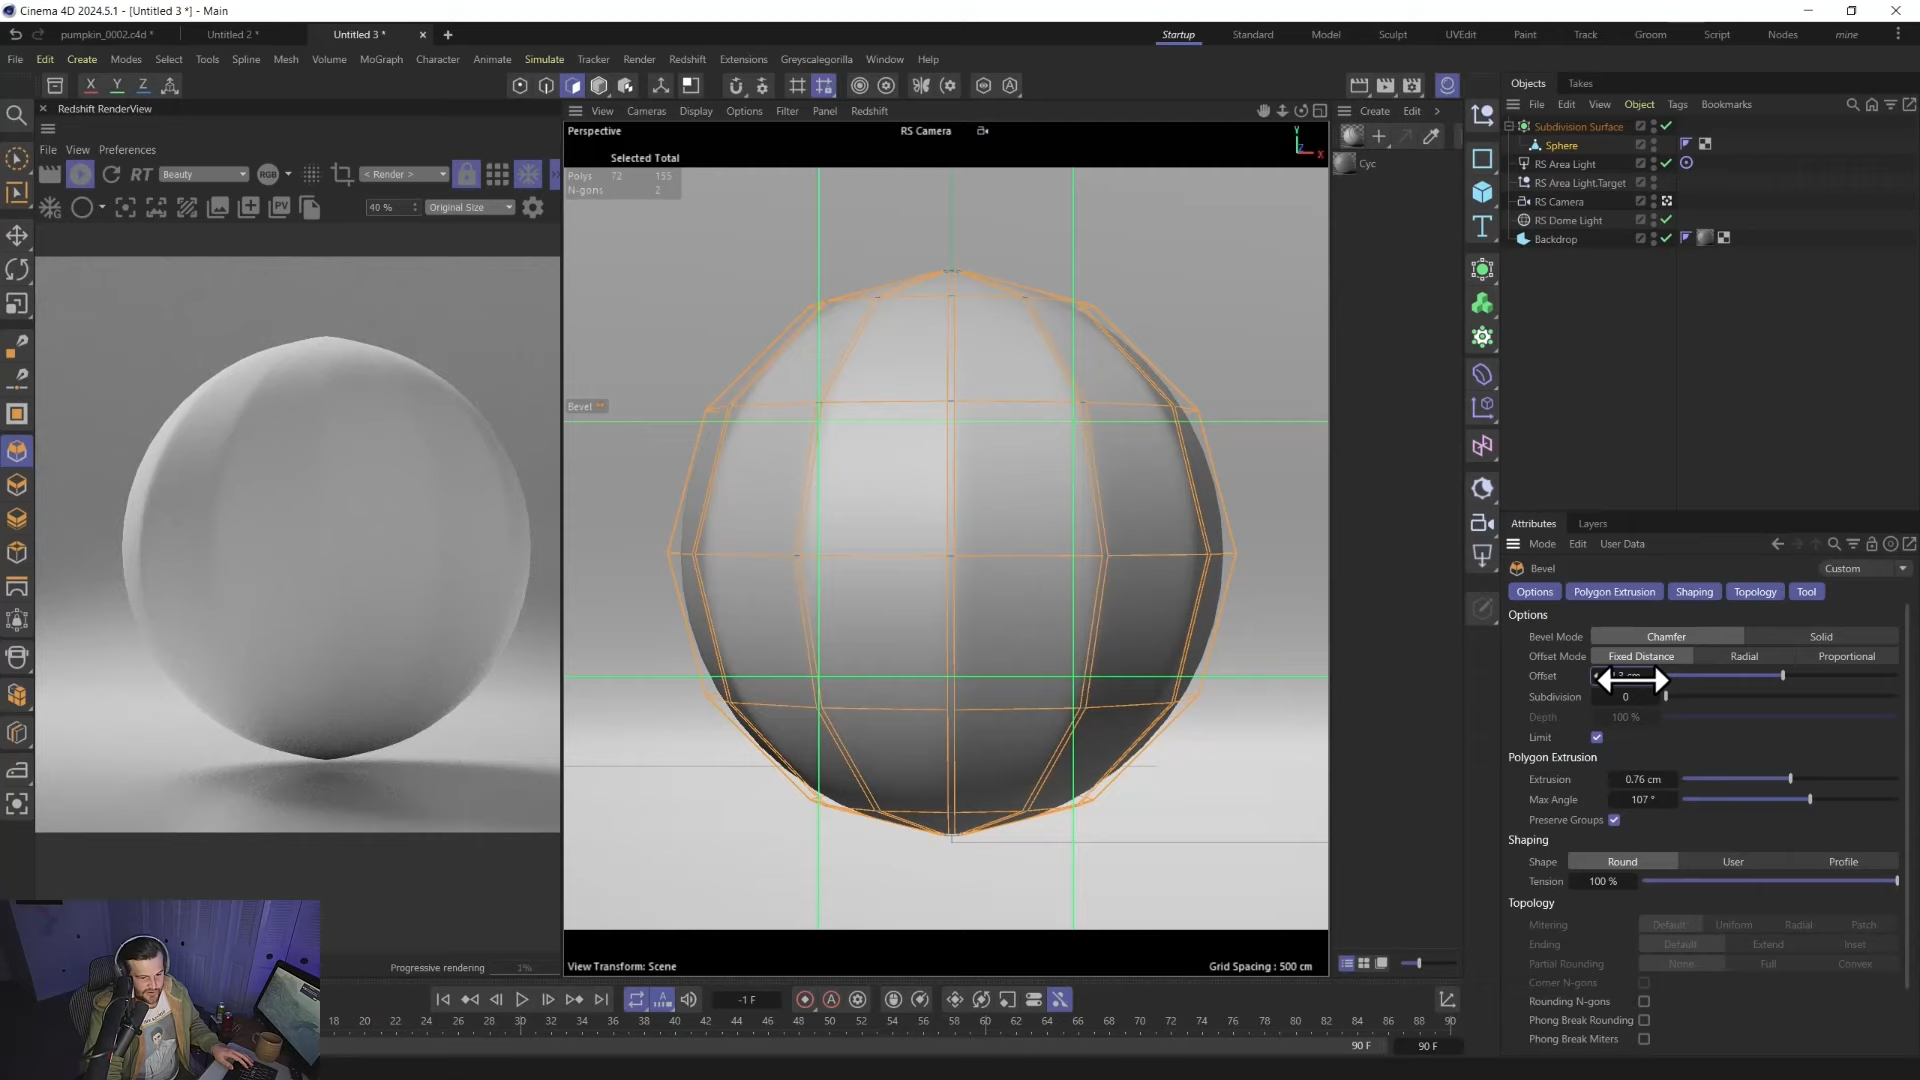 Cinema 4D 2024.5.1 - [Untitled 3 *] - Main
pumpkin_0002.c4d * Untitled 2 * Untitled 3 * Startup Standard Model Sculpt UVEdit Paint Track Groom Script Nodes mine
File Edit Create Modes Select Tools Spline Mesh Volume MoGraph Character Animate Simulate Tracker Render Redshift Extensions Greyscalegorilla Window Help
X Y Z
Redshift RenderView
File View Preferences
RT Beauty RGB < Render >
PV 40 % Original Size
Progressive rendering 1%
View Cameras Display Options Filter Panel Redshift
Perspective RS Camera
Y
Z X
Selected Total
Polys 72 155
N-gons 2
Bevel
View Transform: Scene Grid Spacing : 500 cm
Create Edit
Cyc
Objects Takes
File Edit View Object Tags Bookmarks
Subdivision Surface
Sphere
RS Area Light
RS Area Light.Target
RS Camera
RS Dome Light
Backdrop
Attributes Layers
Mode Edit User Data
Bevel Custom
Options Polygon Extrusion Shaping Topology Tool
Options
Bevel Mode Chamfer Solid
Offset Mode Fixed Distance Radial Proportional
Offset
Subdivision 0
Depth 100 %
Limit
Polygon Extrusion
Extrusion 0.76 cm
Max Angle 107 °
Preserve Groups
Shaping
Shape Round User Profile
Tension 100 %
Topology
Mitering Default Uniform Radial Patch
Ending Default Extend Inset
Partial Rounding None Full Convex
Corner N-gons
Rounding N-gons
Phong Break Rounding
Phong Break Miters
-1 F
18 20 22 24 26 28 30 32 34 36 38 40 42 44 46 48 50 52 54 56 58 60 62 64 66 68 70 72 74 76 78 80 82 84 86 88 90
90 F 90 F